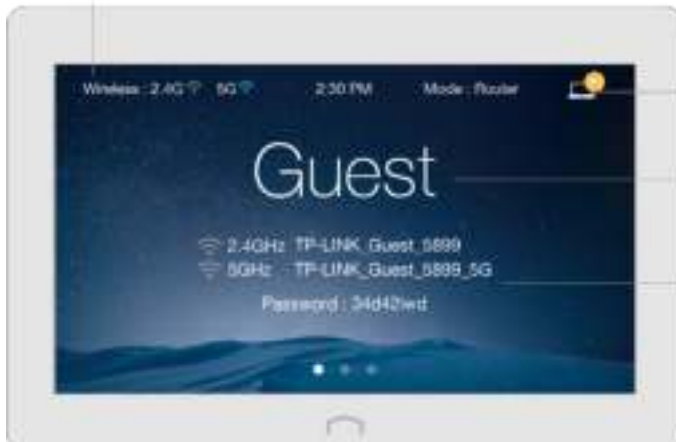 Wireless : 2.4G 5G 2:30 PM Mode : Router
Guest
2.4GHz TP-LINK_Guest_5899
5GHz TP-LINK_Guest_5899_5G
Password : 34d42iwd